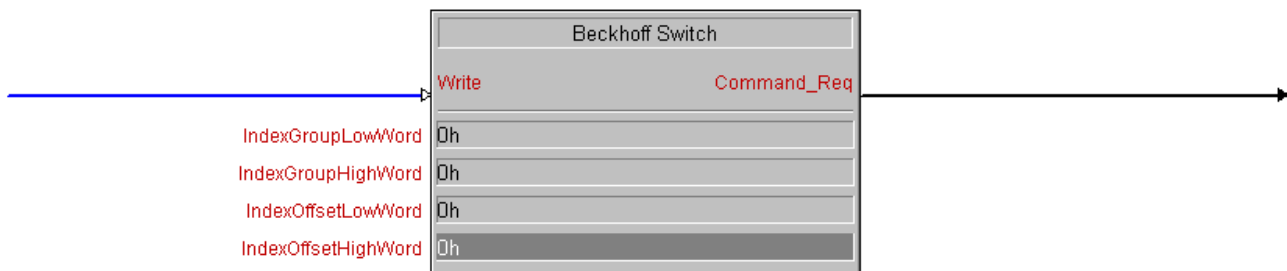 Beckhoff Switch
Write Command_Req
IndexGroupLowWord 0h
IndexGroupHighWord 0h
IndexOffsetLowWord 0h
IndexOffsetHighWord 0h